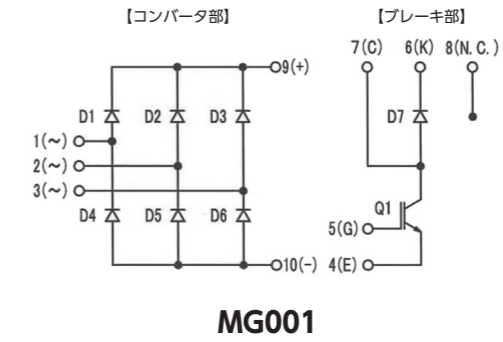 【コンバータ部】 【ブレーキ部】
7(C) 6(K) 8(N.C.)
9(+)
D1 D2 D3 D7
1(~)
2(~)
3(~)
D4 D5 D6 Q1
5(G)
10(-) 4(E)
MG001